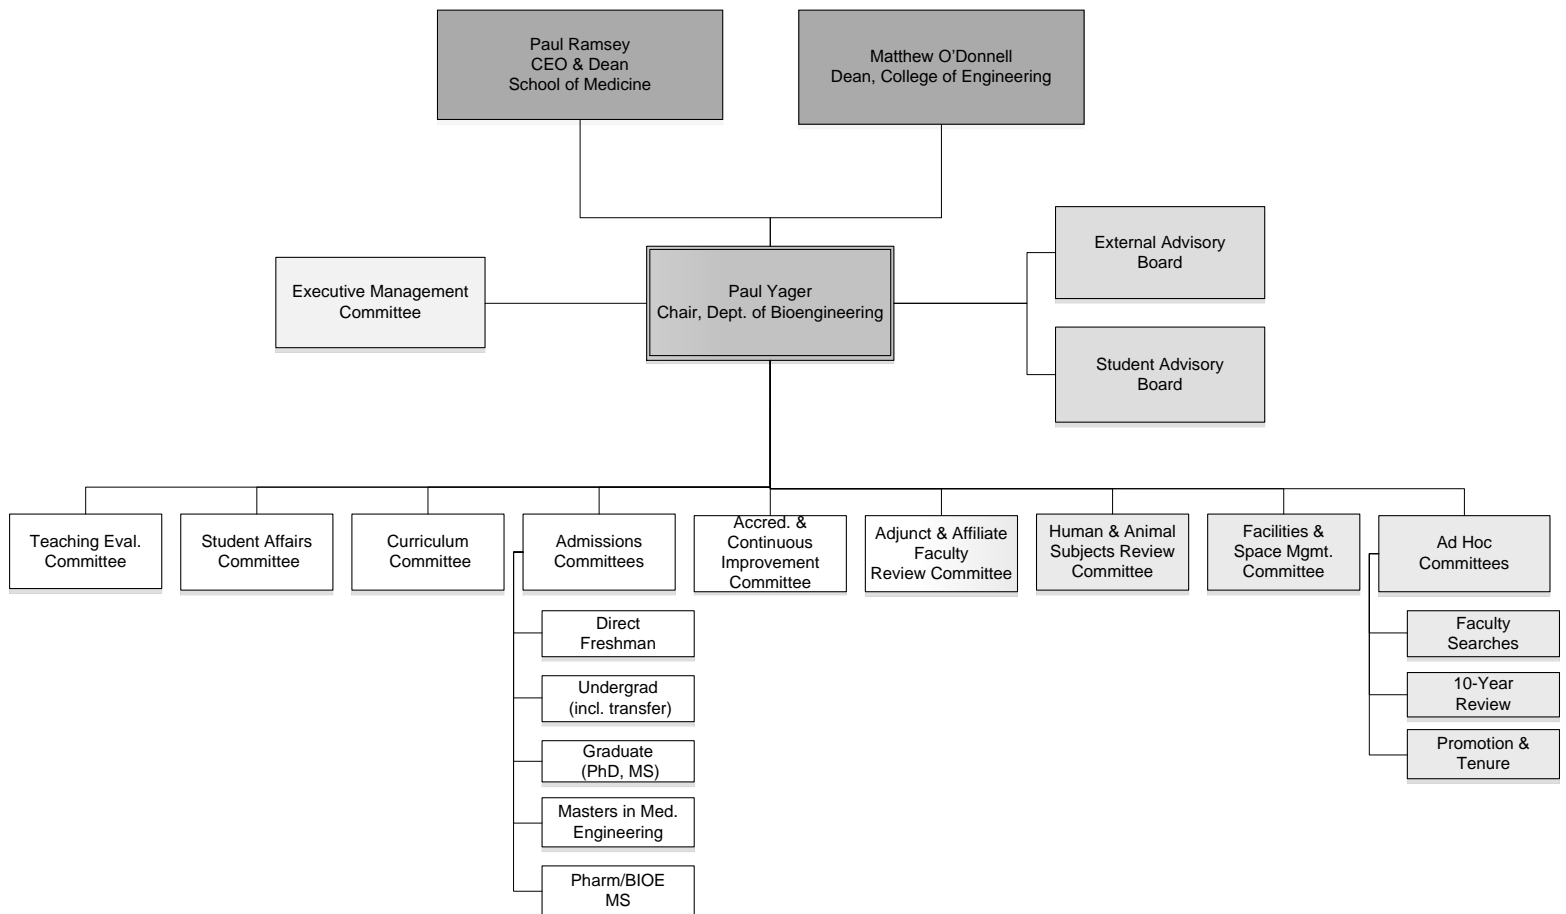 Paul Ramsey
CEO & Dean
School of Medicine
Matthew O’Donnell
Dean, College of Engineering
External Advisory
Board
Executive Management
Committee
Paul Yager
Chair, Dept. of Bioengineering
Student Advisory
Board
Teaching Eval.
Committee
Student Affairs
Committee
Curriculum
Committee
Admissions
Committees
Accred. &
Continuous
Improvement
Committee
Adjunct & Affiliate
Faculty
Review Committee
Human & Animal
Subjects Review
Committee
Facilities &
Space Mgmt.
Committee
Ad Hoc
Committees
Direct
Freshman
Undergrad
(incl. transfer)
Graduate
(PhD, MS)
Masters in Med.
Engineering
Pharm/BIOE
MS
Faculty
Searches
10-Year
Review
Promotion &
Tenure